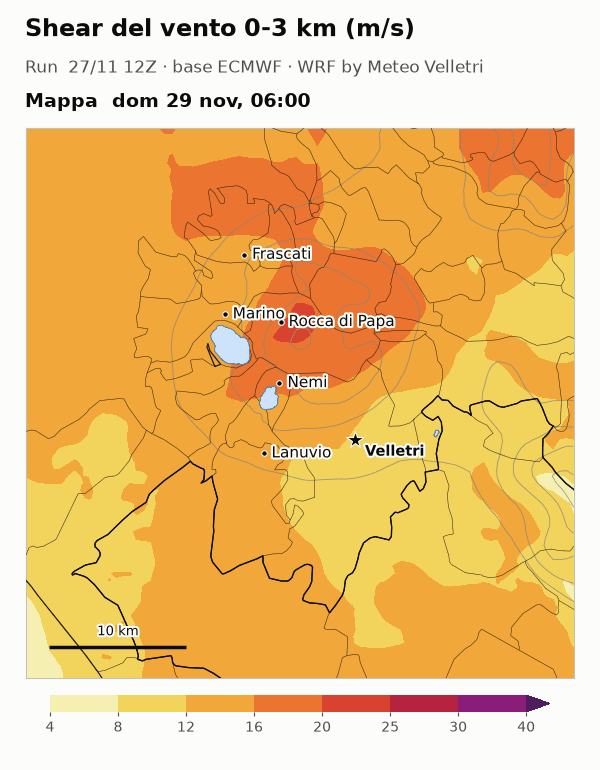 Shear del vento 0-3 km (m/s)
Run 27/11 12Z · base ECMWF · WRF by Meteo Velletri
Mappa dom 29 nov, 06:00
Frascati
Marino
Rocca di Papa
Nemi
Velletri
Lanuvio
10 km
4 8 12 16 20 25 30 40